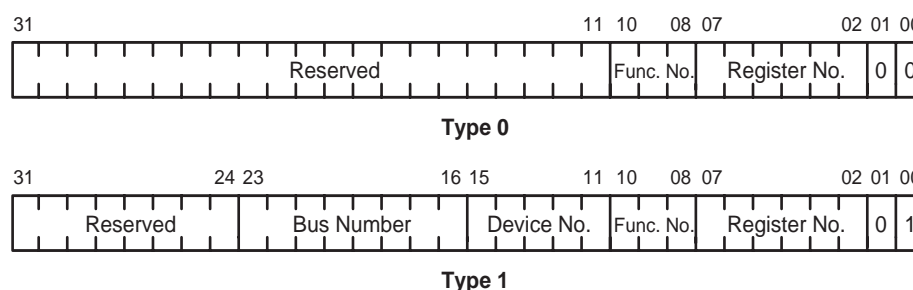 31 11 10 08 07 02 01 00
Reserved Func. No. Register No. 0 0
Type 0
31 24 23 16 15 11 10 08 07 02 01 00
Reserved Bus Number Device No. Func. No. Register No. 0 1
Type 1